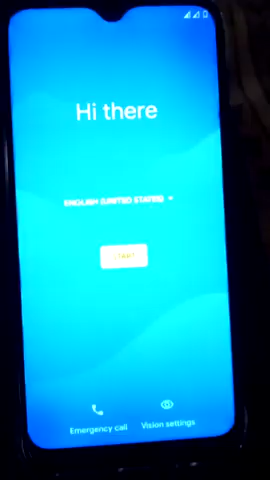 Hi there
ENGLISH (UNITED STATES)
START
Emergency call
Vision settings